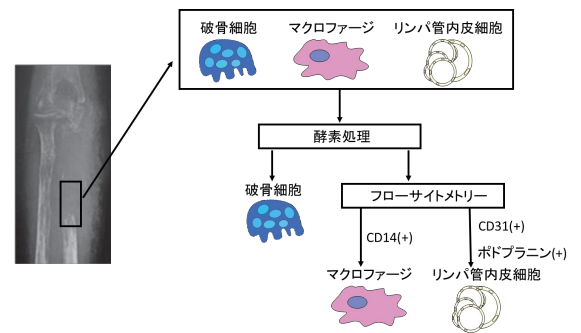 破骨細胞
マクロファージ
リンパ管内皮細胞
酵素処理
破骨細胞
フローサイトメトリー
CD14(+)
CD31(+)
ポドプラニン(+)
マクロファージ
リンパ管内皮細胞